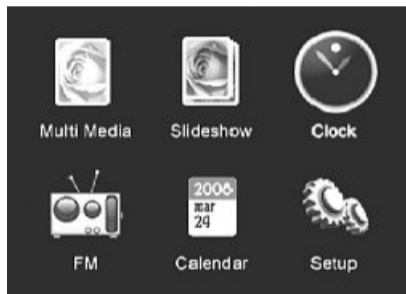 Multi Media
Slideshow
Clock
2006
mar
29
FM
Calendar
Setup